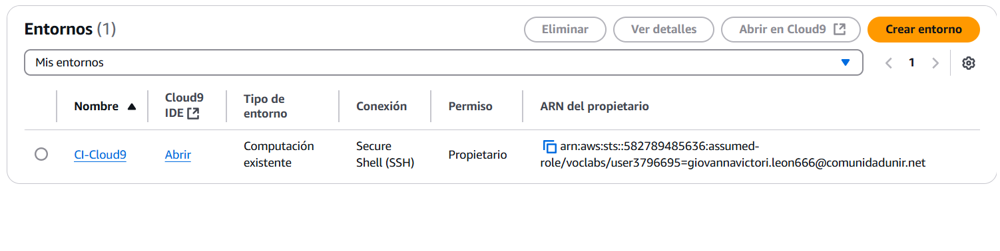 Entornos (1)
Eliminar
Ver detalles
Abrir en Cloud9
Crear entorno
Mis entornos
1
Nombre
Cloud9
IDE
Tipo de
entorno
Conexión
Permiso
ARN del propietario
CI-Cloud9
Abrir
Computación
existente
Secure
Shell (SSH)
Propietario
arn:aws:sts::582789485636:assumed-
role/voclabs/user3796695=giovannavictori.leon666@comunidadunir.net